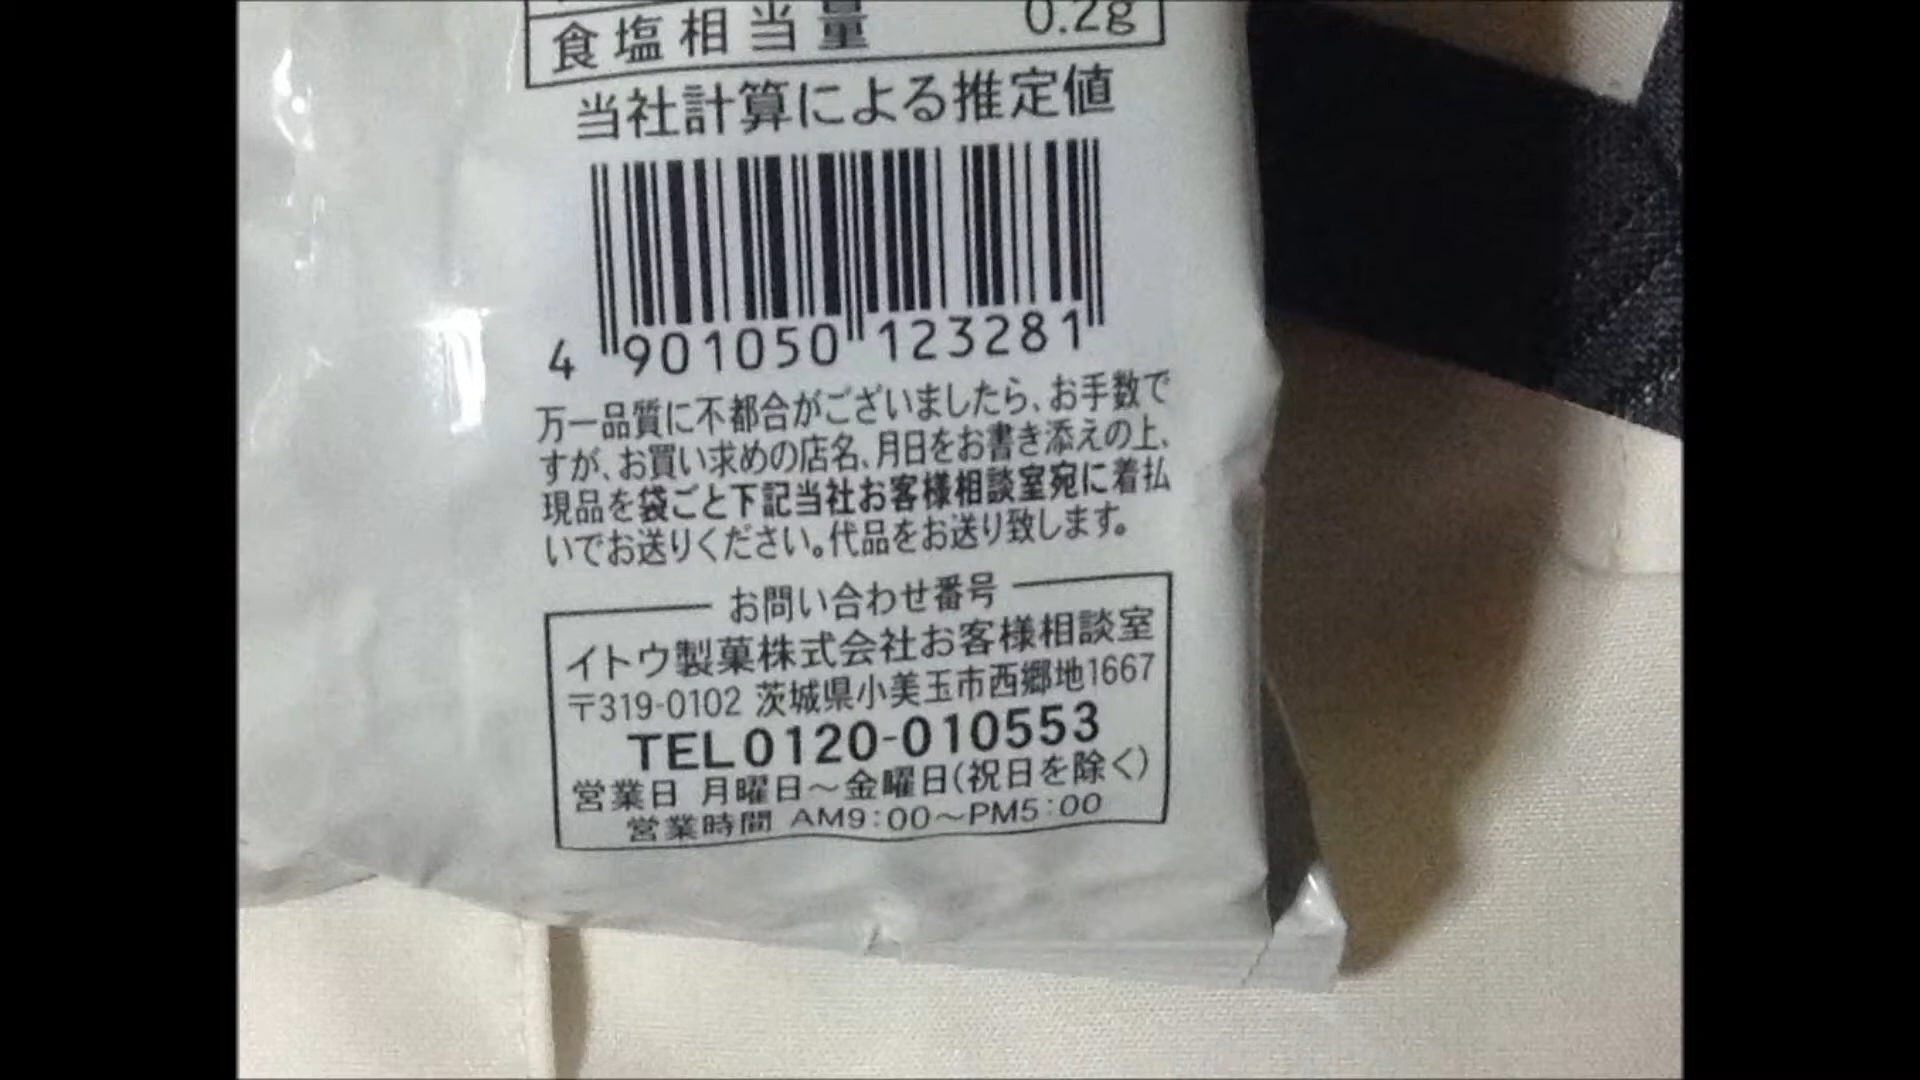 食塩相当量 0.2g
当社計算による推定値
4 901050 123281
万一品質に不都合がございましたら、お手数で
すが、お買い求めの店名、月日をお書き添えの上、
現品を袋ごと下記当社お客様相談室宛に着払
いでお送りください。代品をお送り致します。
お問い合わせ番号
イトウ製菓株式会社お客様相談室
〒319-0102 茨城県小美玉市西郷地1667
TEL0120-010553
営業日 月曜日～金曜日(祝日を除く)
営業時間 AM9:00～PM5:00